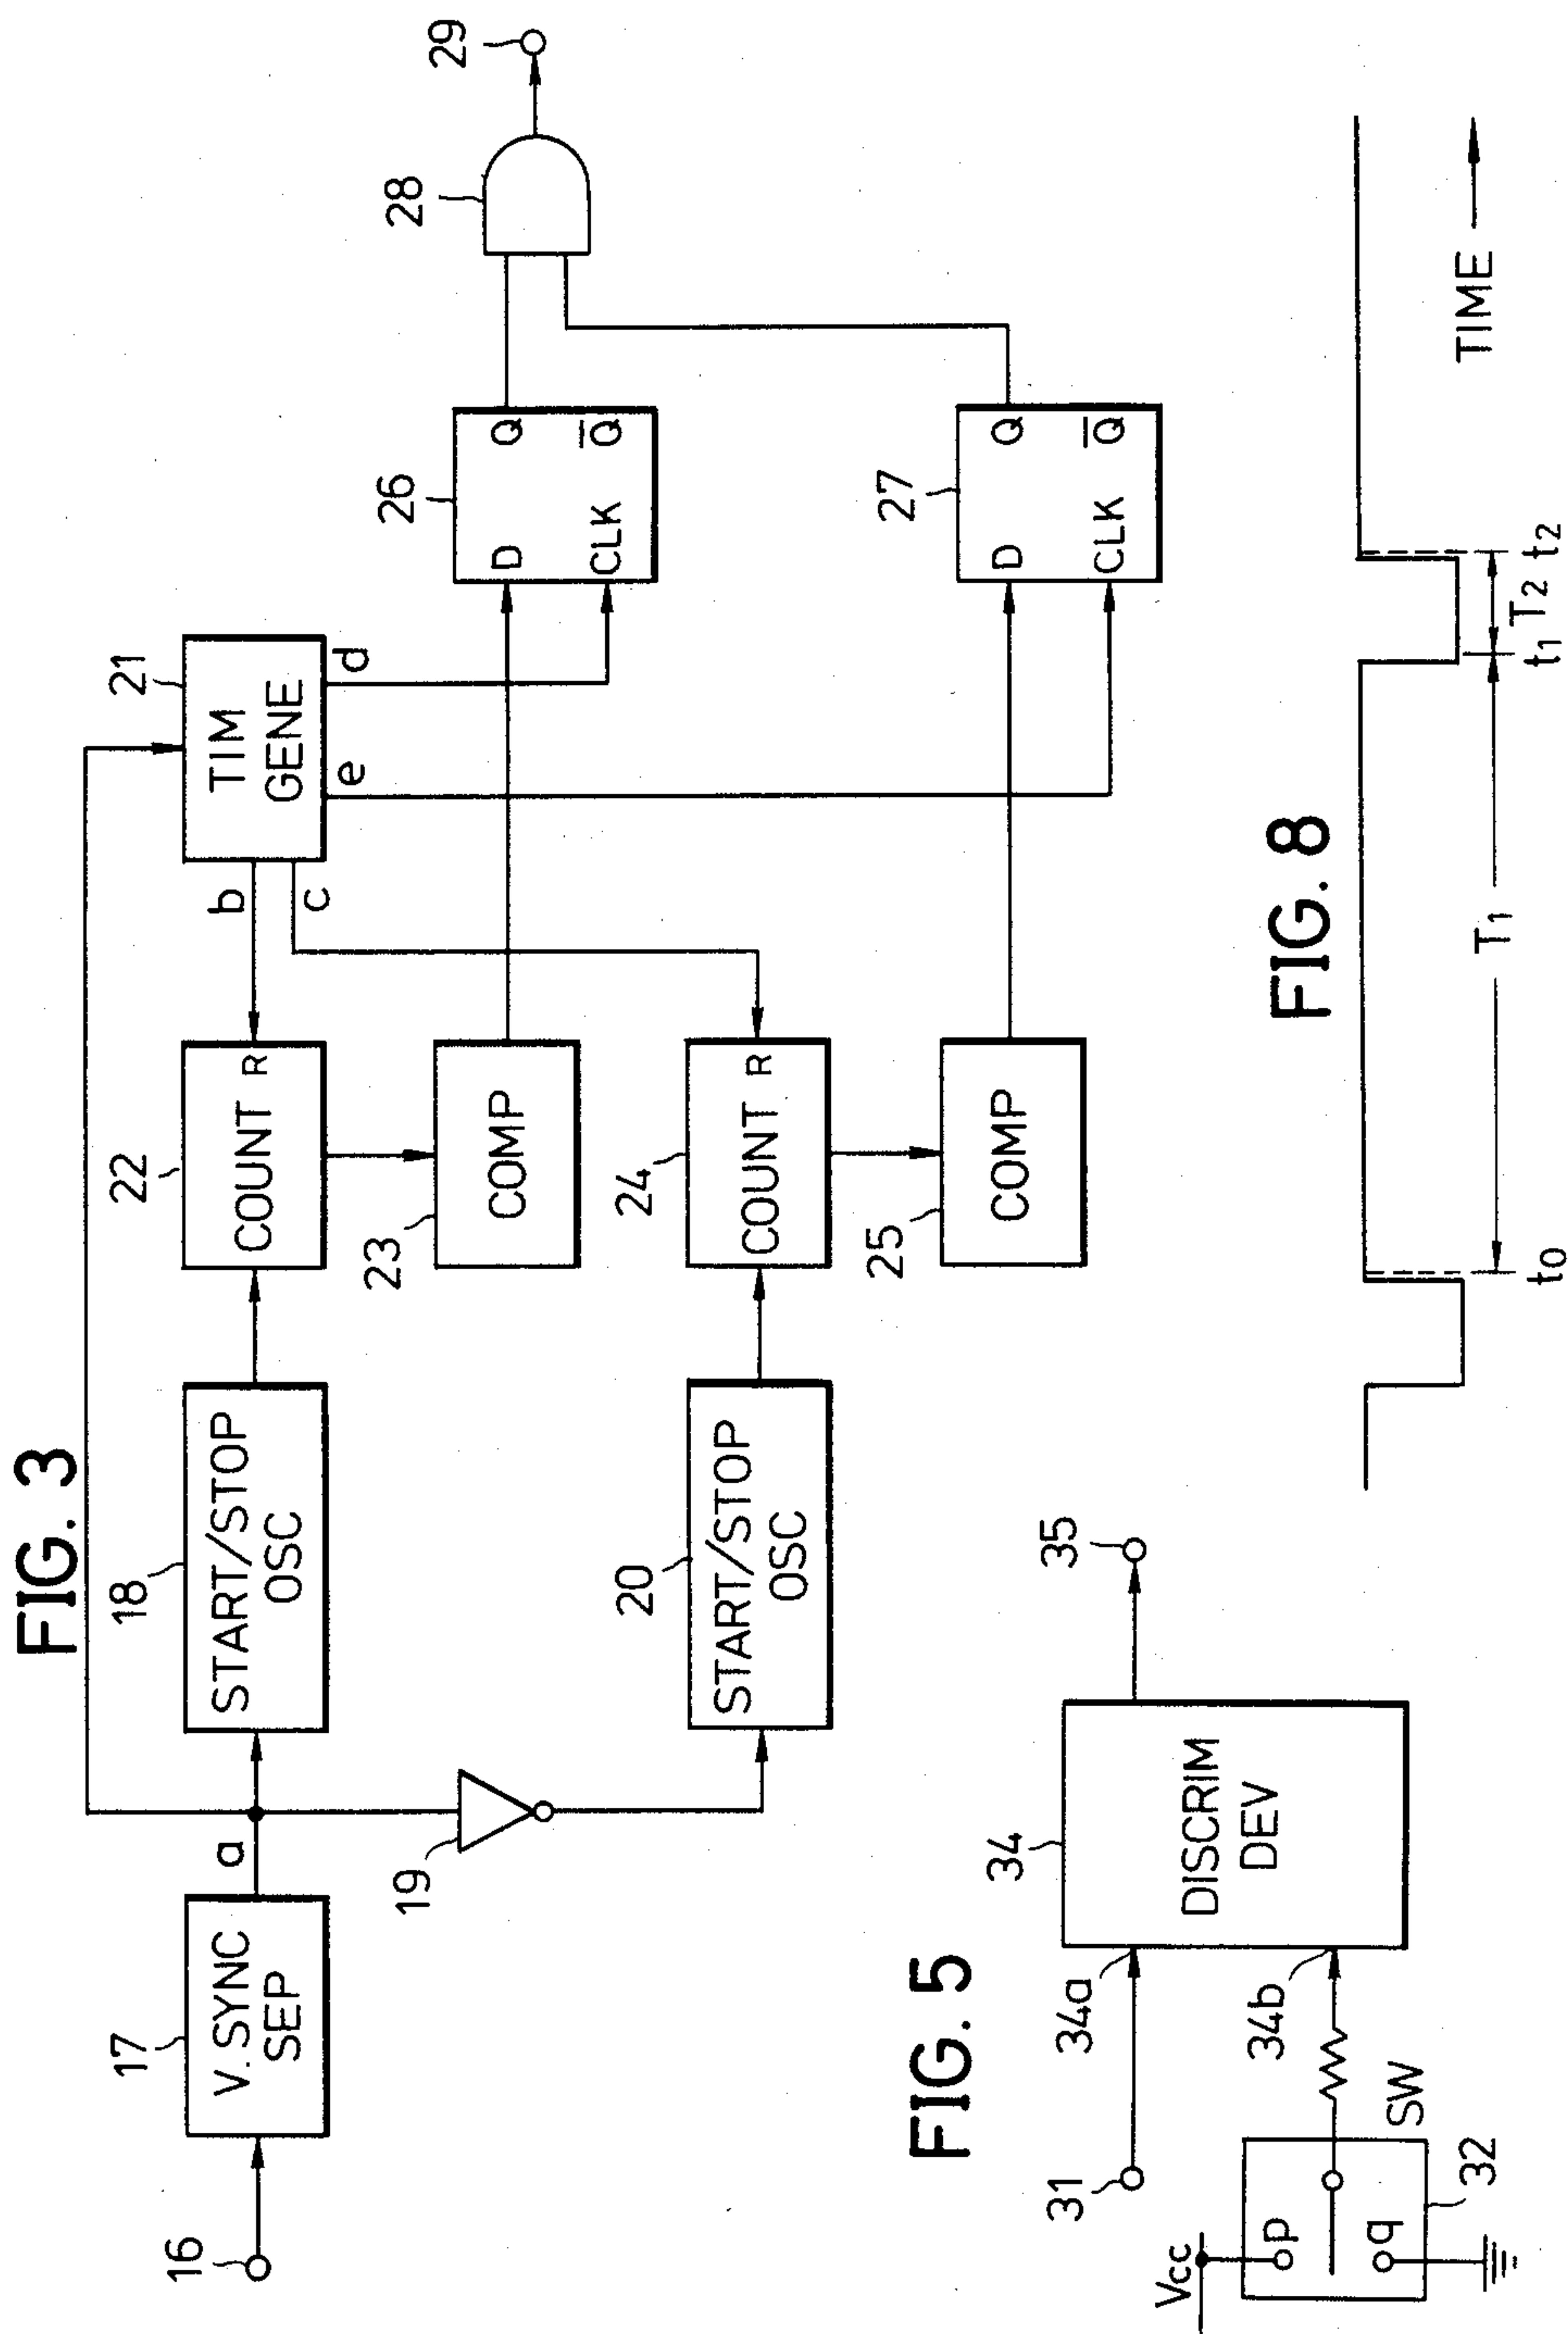 FIG. 3
16
17
V. SYNC
SEP
a
18
START/STOP
OSC
19
20
START/STOP
OSC
21
TIM
GENE
b
c
d
e
22
COUNT R
23
COMP
24
COUNT R
25
COMP
26
D Q
CLK Q̅
27
D Q
CLK Q̅
28
29
FIG. 5
31
Vcc
p
q
32
SW
34a
34b
34
DISCRIM
DEV
35
FIG. 8
t0
T1
t1
T2
t2
TIME